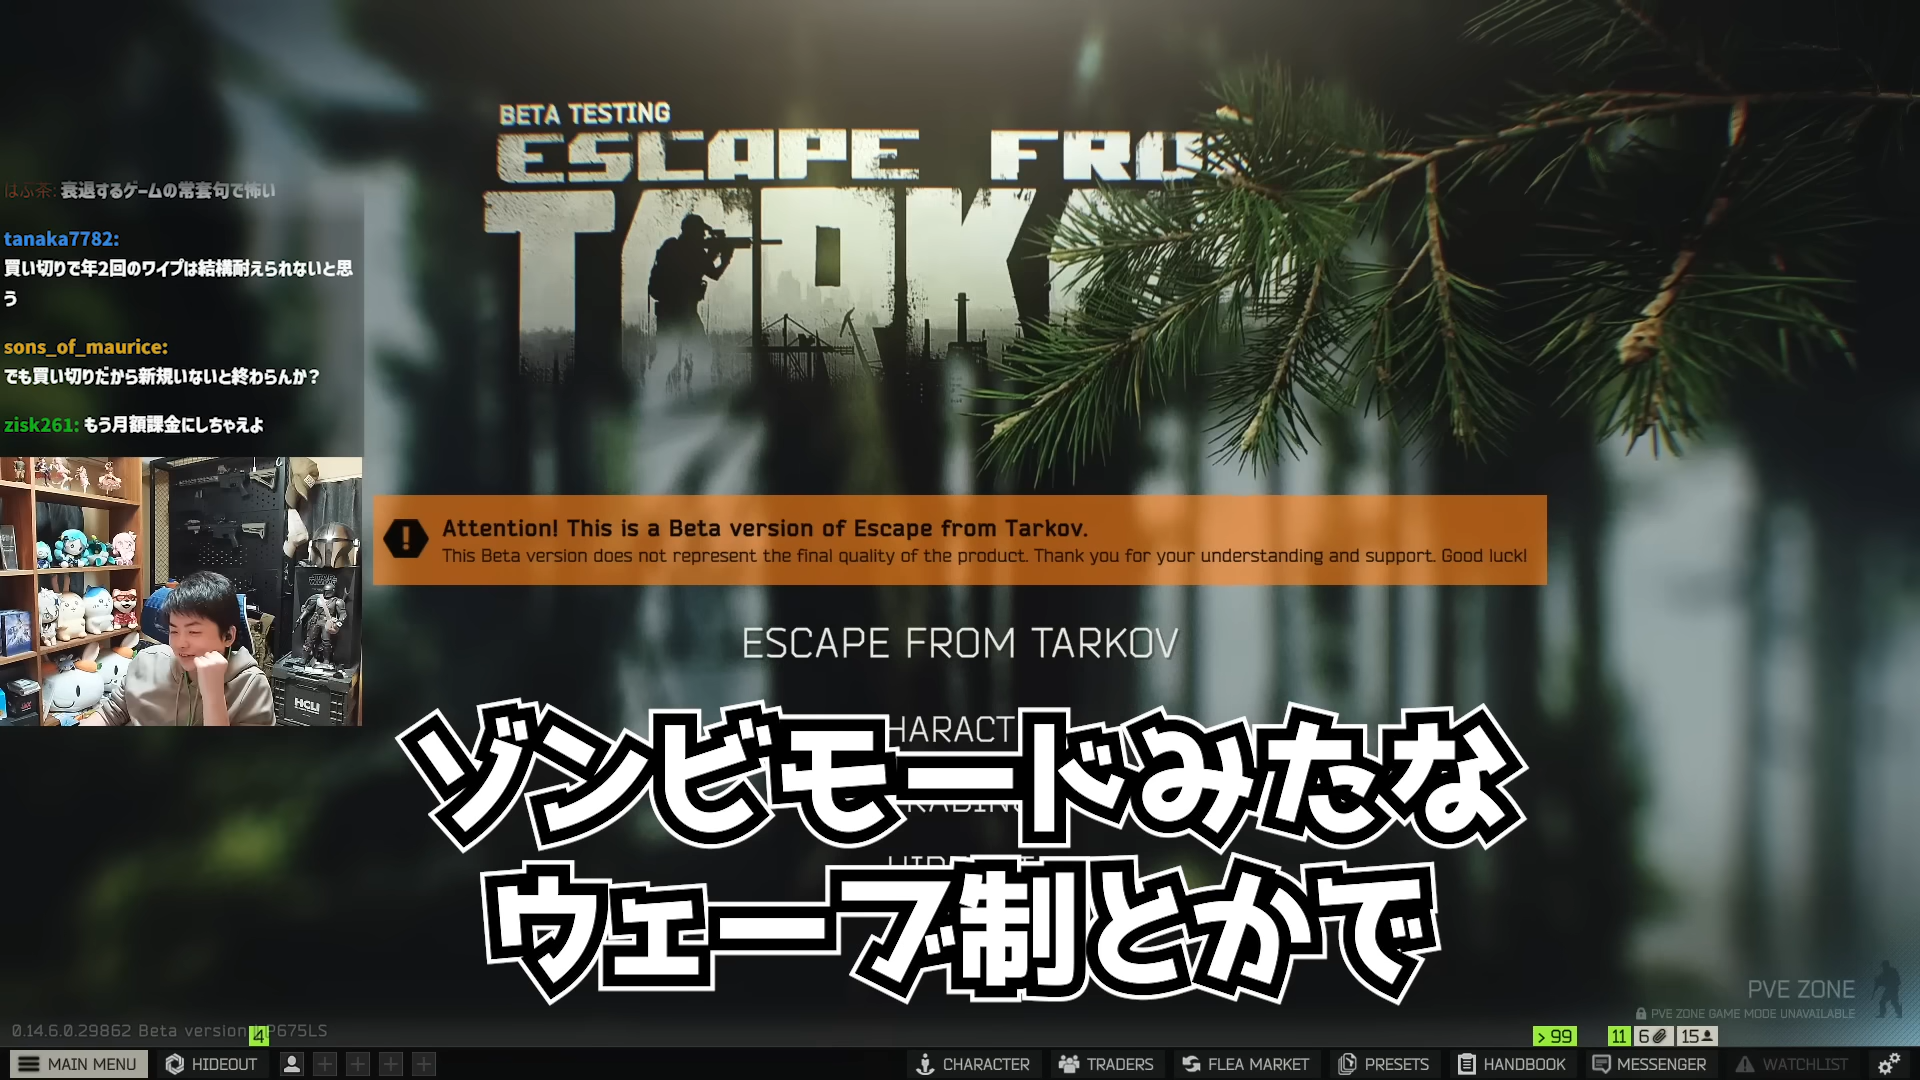 BETA TESTING
ESCAPE FRO
TARKO
はぶ茶: 衰退するゲームの常套句で怖い
tanaka7782:
買い切りで年2回のワイプは結構耐えられないと思
う
sons_of_maurice:
でも買い切りだから新規いないと終わらんか?
zisk261: もう月額課金にしちゃえよ
HCLI
Attention! This is a Beta version of Escape from Tarkov.
This Beta version does not represent the final quality of the product. Thank you for your understanding and support. Good luck!
ESCAPE FROM TARKOV
ゾンビモードみたな
ウェーブ制とかで
PVE ZONE
PVE ZONE GAME MODE UNAVAILABLE
0.14.6.0.29862 Beta version
P675LS
4
> 99
11
6
15
MAIN MENU
HIDEOUT
CHARACTER
TRADERS
FLEA MARKET
PRESETS
HANDBOOK
MESSENGER
WATCHLIST